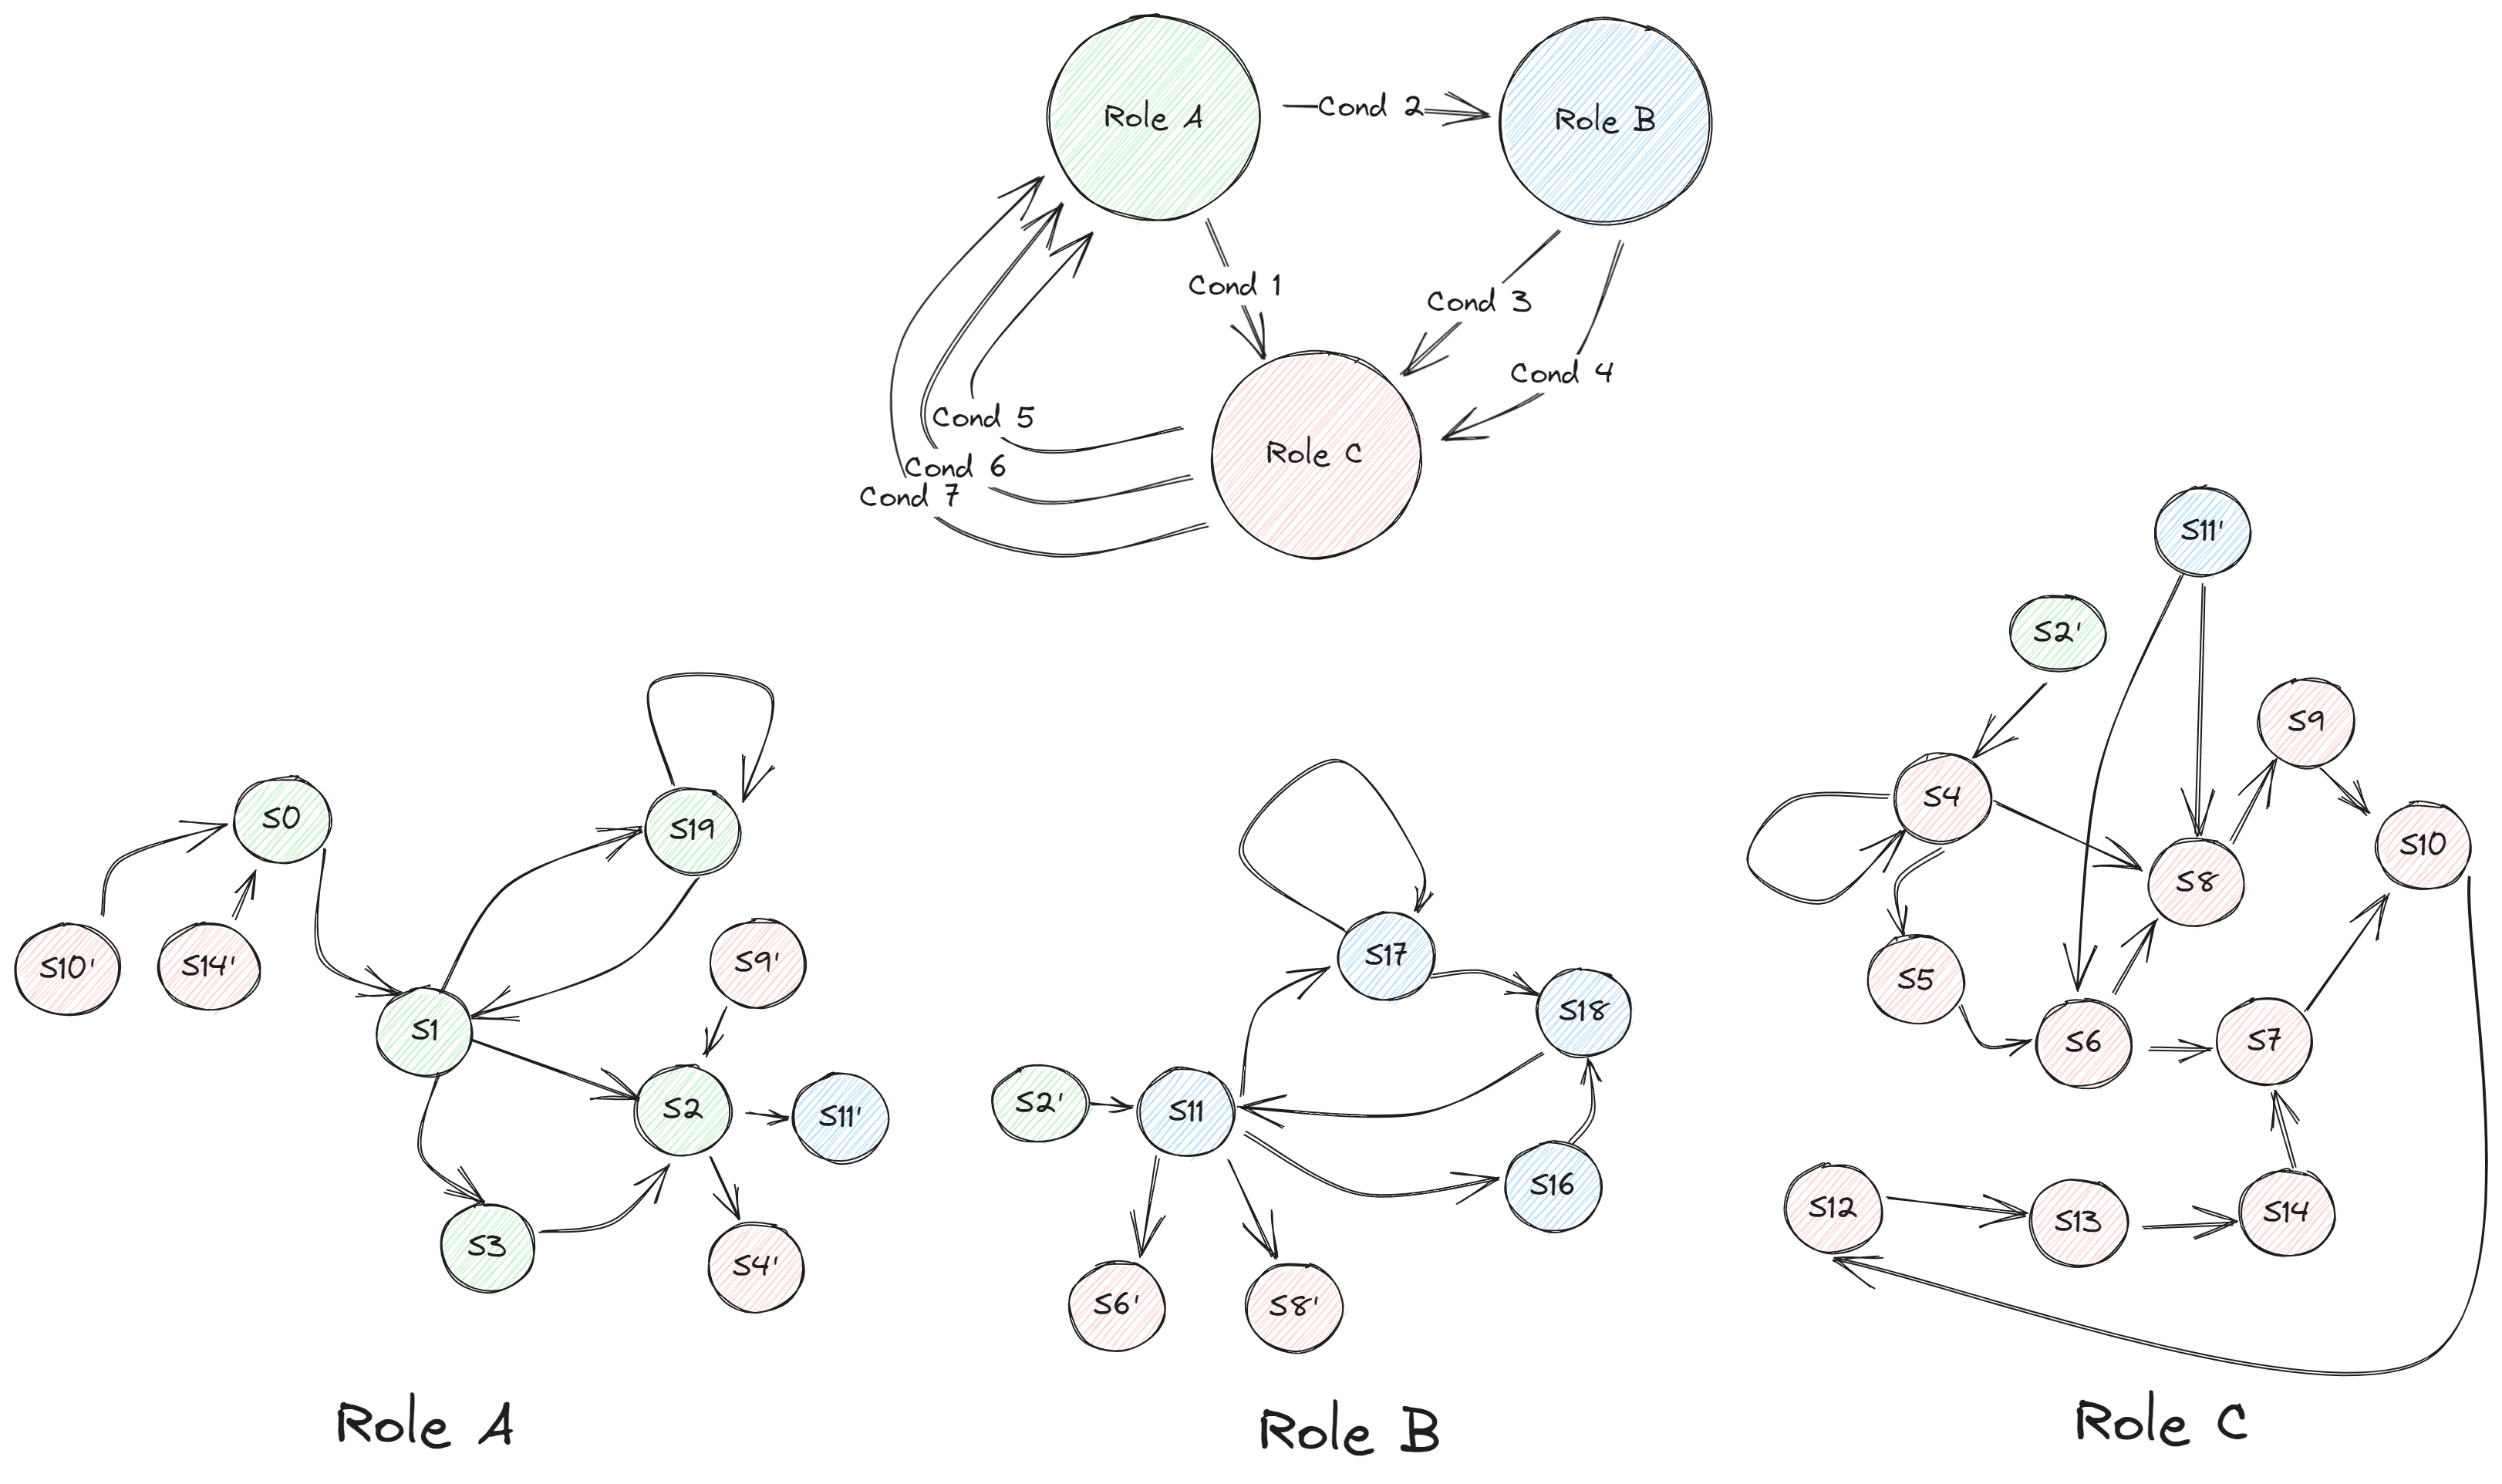 Role A
Cond 2
Role B
Cond 1
Cond 3
Cond 4
Cond 5
Role C
Cond 6
Cond 7
S0
S19
S10'
S14'
S9'
S1
S2
S11'
S3
S4'
Role A
S17
S18
S2'
S11
S16
S6'
S8'
Role B
S11'
S2'
S9
S4
S10
S8
S5
S6
S7
S12
S13
S14
Role C